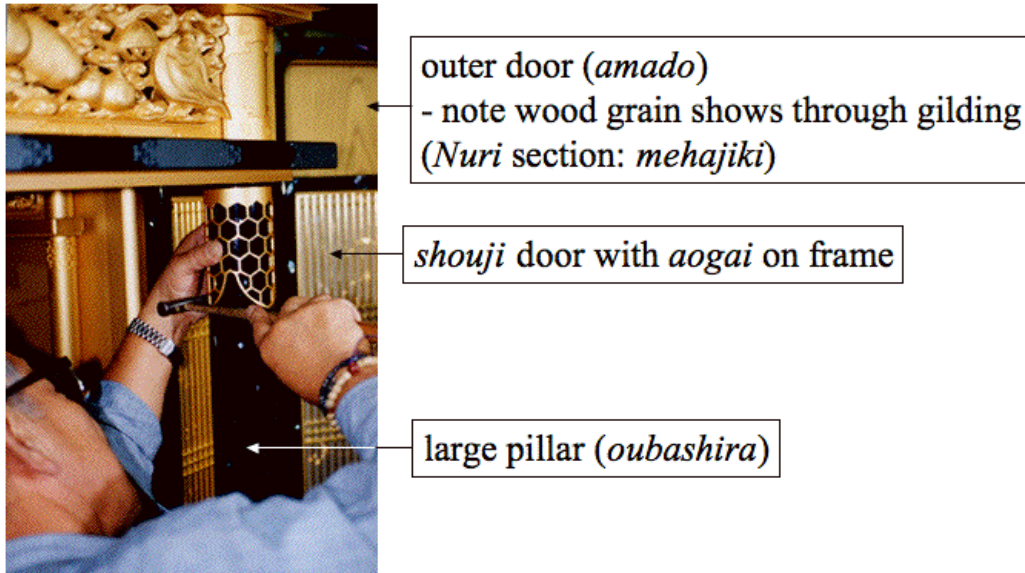 outer door (amado)
- note wood grain shows through gilding
(Nuri section: mehajiki)
shouji door with aogai on frame
large pillar (oubashira)